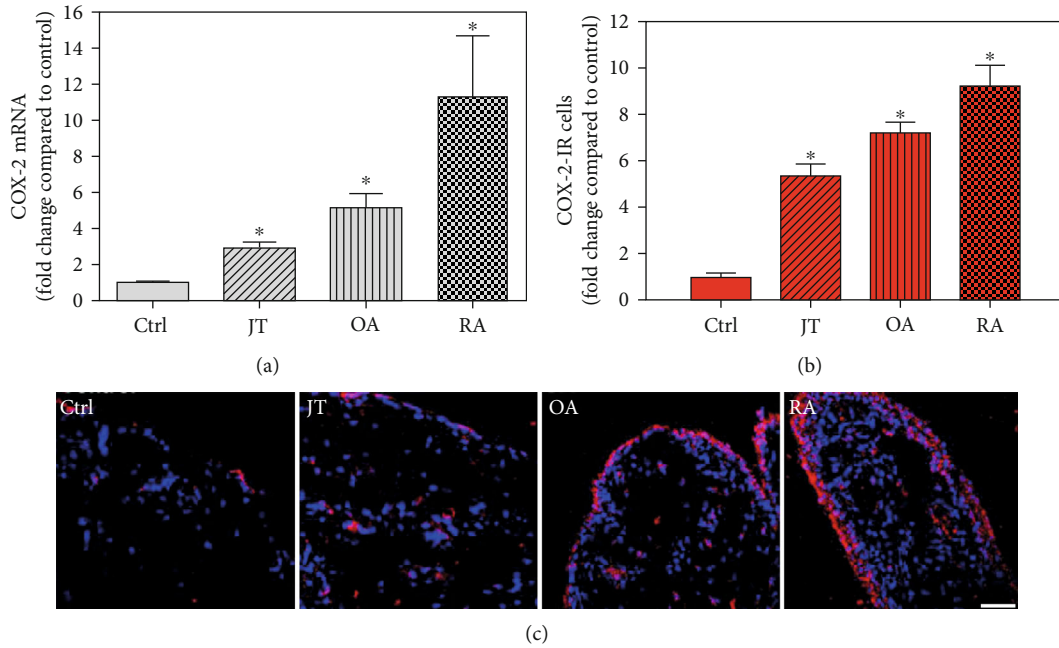 COX-2 mRNA
(fold change compared to control)
16
14
12
10
8
6
4
2
0
*
*
*
Ctrl
JT
OA
RA
(a)
COX-2-IR cells
(fold change compared to control)
12
10
8
6
4
2
0
*
*
*
Ctrl
JT
OA
RA
(b)
Ctrl
JT
OA
RA
(c)